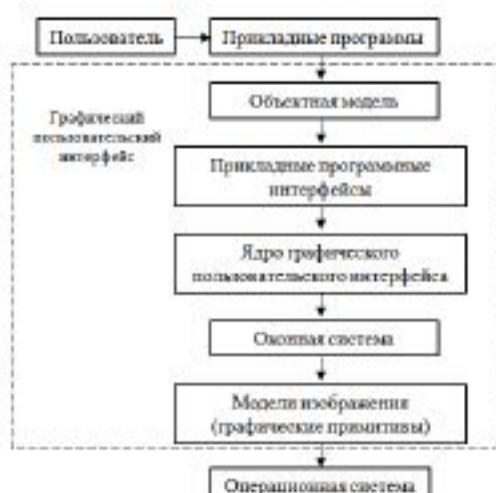 Пользователь
Прикладные программы
Объектная модель
Графический
пользовательский
интерфейс
Прикладные программные
интерфейсы
Ядро графического
пользовательского интерфейса
Оконная система
Модели изображения
(графические примитивы)
Операционная система